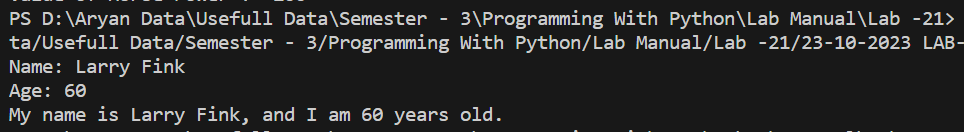 PS D:\Aryan Data\Usefull Data\Semester - 3\Programming With Python\Lab Manual\Lab -21>
ta/Usefull Data/Semester - 3/Programming With Python/Lab Manual/Lab -21/23-10-2023 LAB-
Name: Larry Fink
Age: 60
My name is Larry Fink, and I am 60 years old.